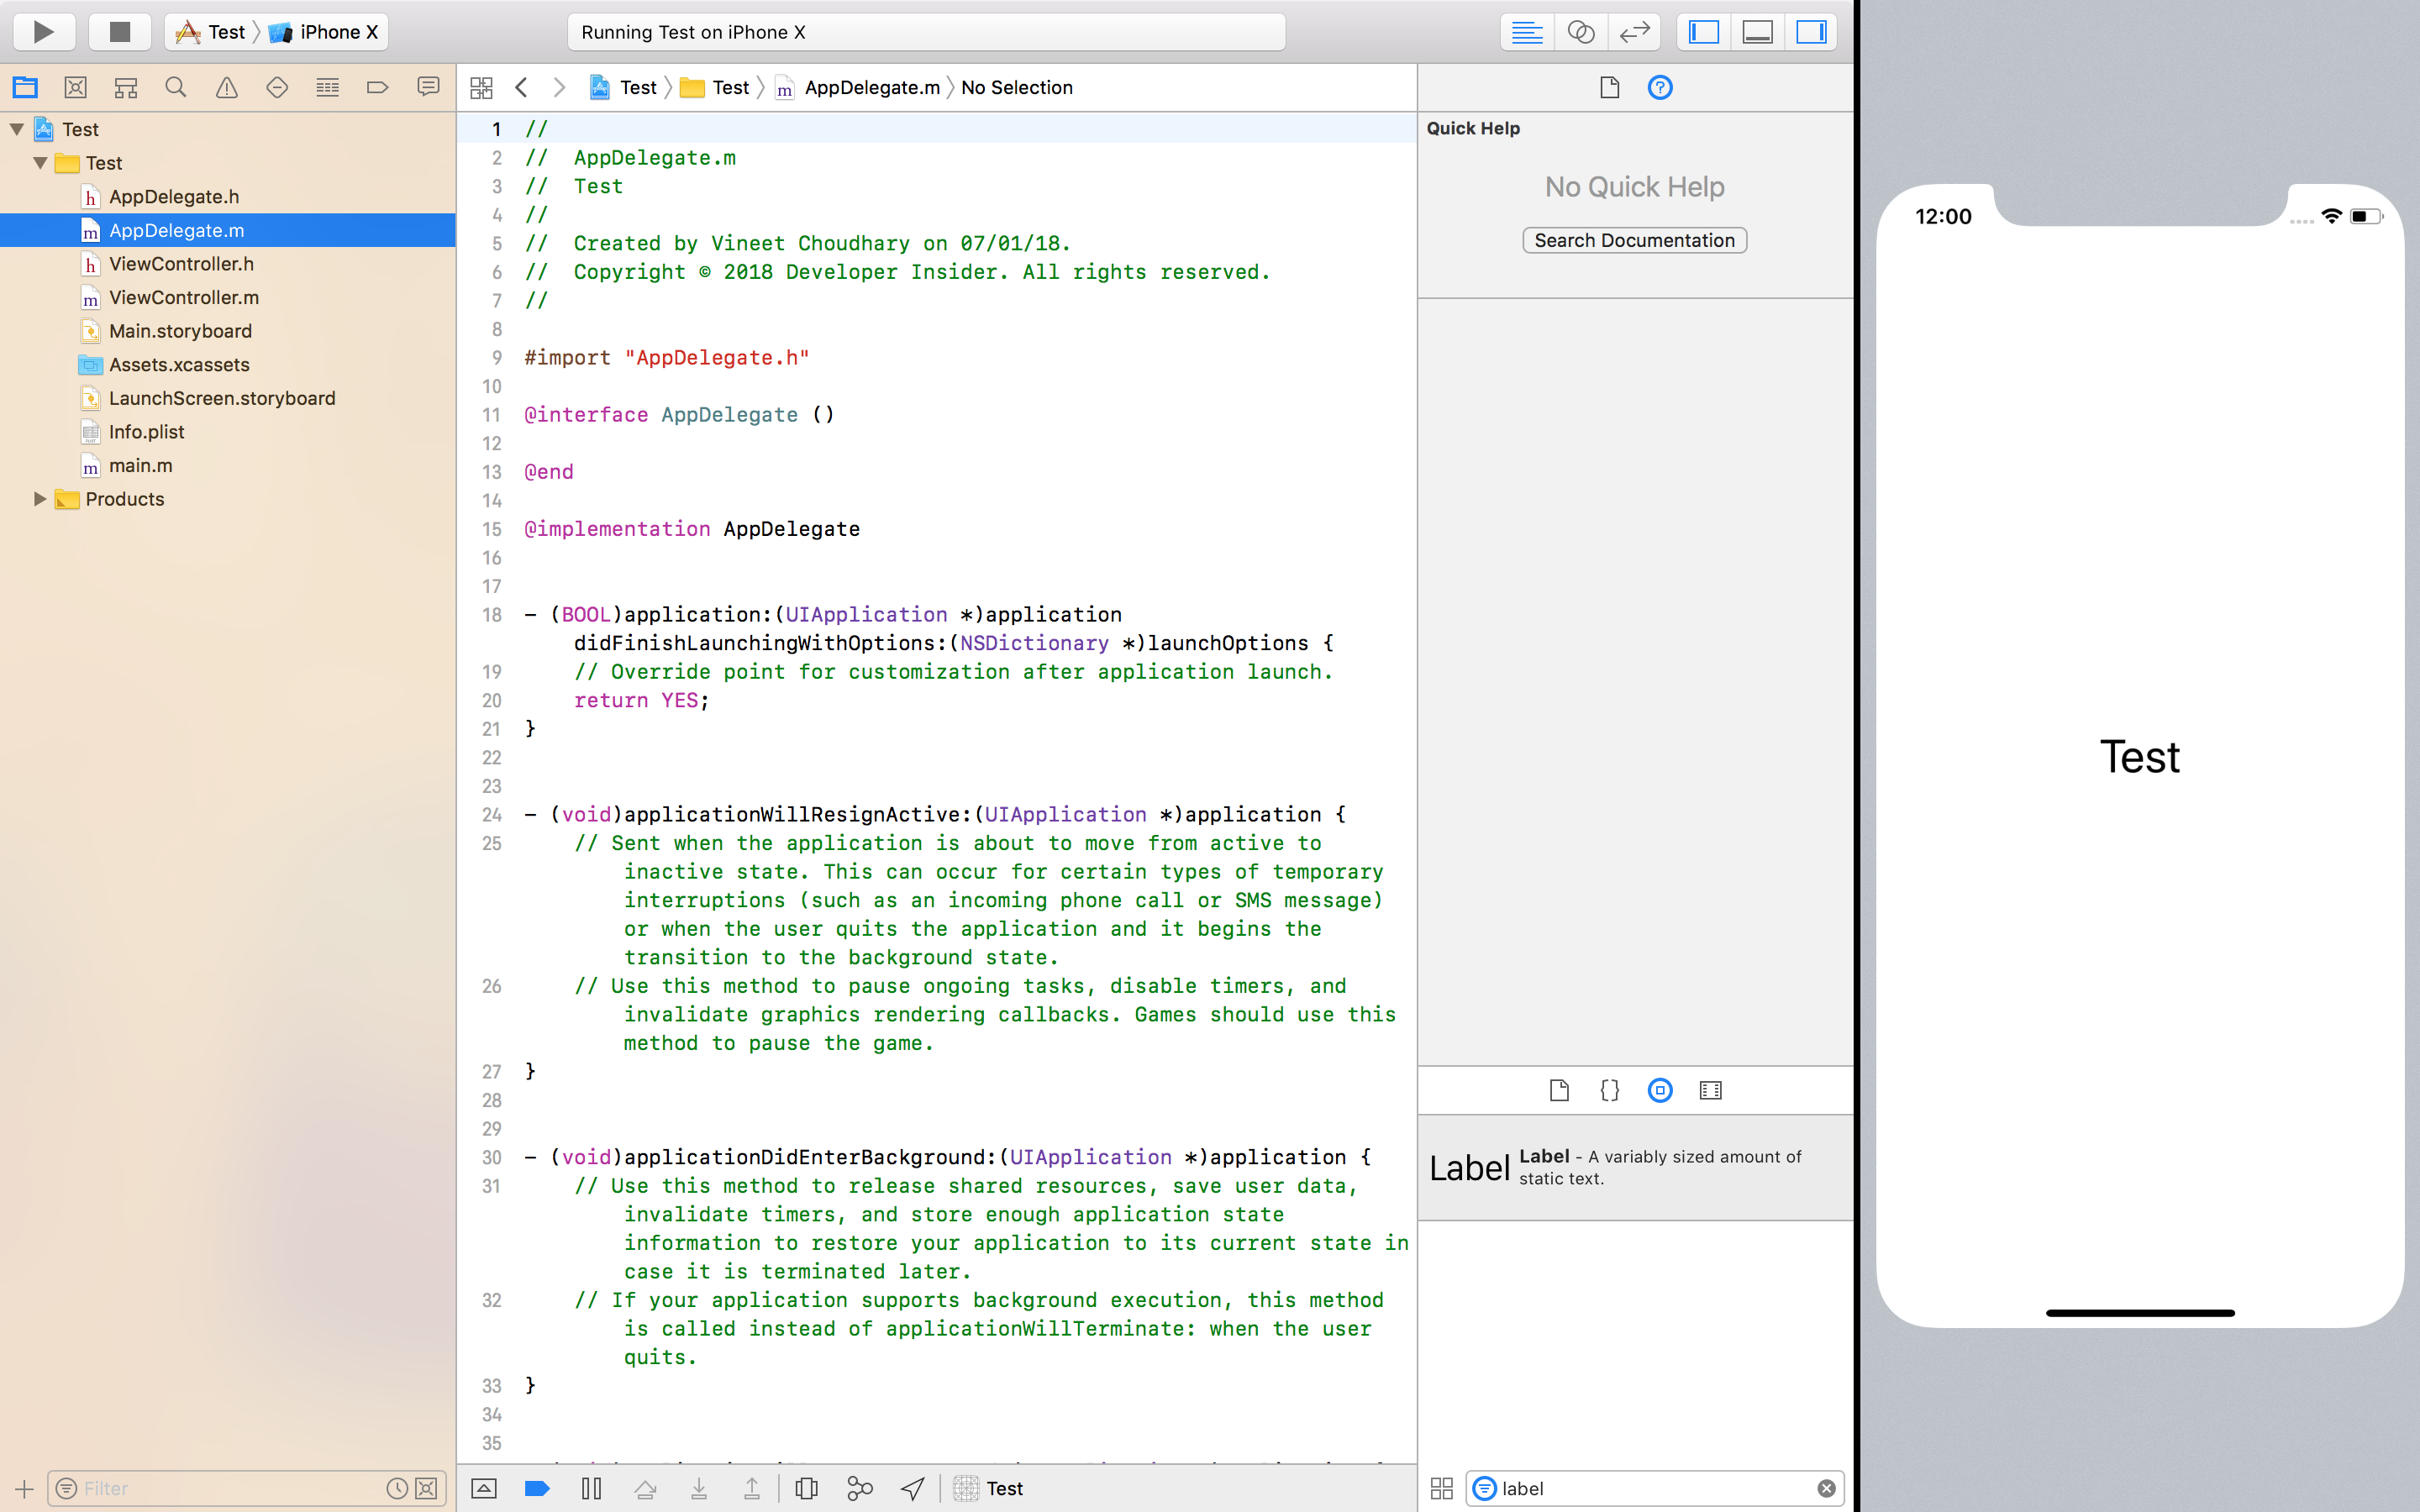 Test iPhone X
Running Test on iPhone X
Test
Test
AppDelegate.h
AppDelegate.m
ViewController.h
ViewController.m
Main.storyboard
Assets.xcassets
LaunchScreen.storyboard
Info.plist
main.m
Products
Filter
Test Test AppDelegate.m No Selection
1 //
2 //  AppDelegate.m
3 //  Test
4 //
5 //  Created by Vineet Choudhary on 07/01/18.
6 //  Copyright © 2018 Developer Insider. All rights reserved.
7 //
8
9 #import "AppDelegate.h"
10
11 @interface AppDelegate ()
12
13 @end
14
15 @implementation AppDelegate
16
17
18 - (BOOL)application:(UIApplication *)application
didFinishLaunchingWithOptions:(NSDictionary *)launchOptions {
19 // Override point for customization after application launch.
20 return YES;
21 }
22
23
24 - (void)applicationWillResignActive:(UIApplication *)application {
25 // Sent when the application is about to move from active to
inactive state. This can occur for certain types of temporary
interruptions (such as an incoming phone call or SMS message)
or when the user quits the application and it begins the
transition to the background state.
26 // Use this method to pause ongoing tasks, disable timers, and
invalidate graphics rendering callbacks. Games should use this
method to pause the game.
27 }
28
29
30 - (void)applicationDidEnterBackground:(UIApplication *)application {
31 // Use this method to release shared resources, save user data,
invalidate timers, and store enough application state
information to restore your application to its current state in
case it is terminated later.
32 // If your application supports background execution, this method
is called instead of applicationWillTerminate: when the user
quits.
33 }
34
35
Test
Quick Help
No Quick Help
Search Documentation
Label
Label - A variably sized amount of
static text.
label
12:00
Test